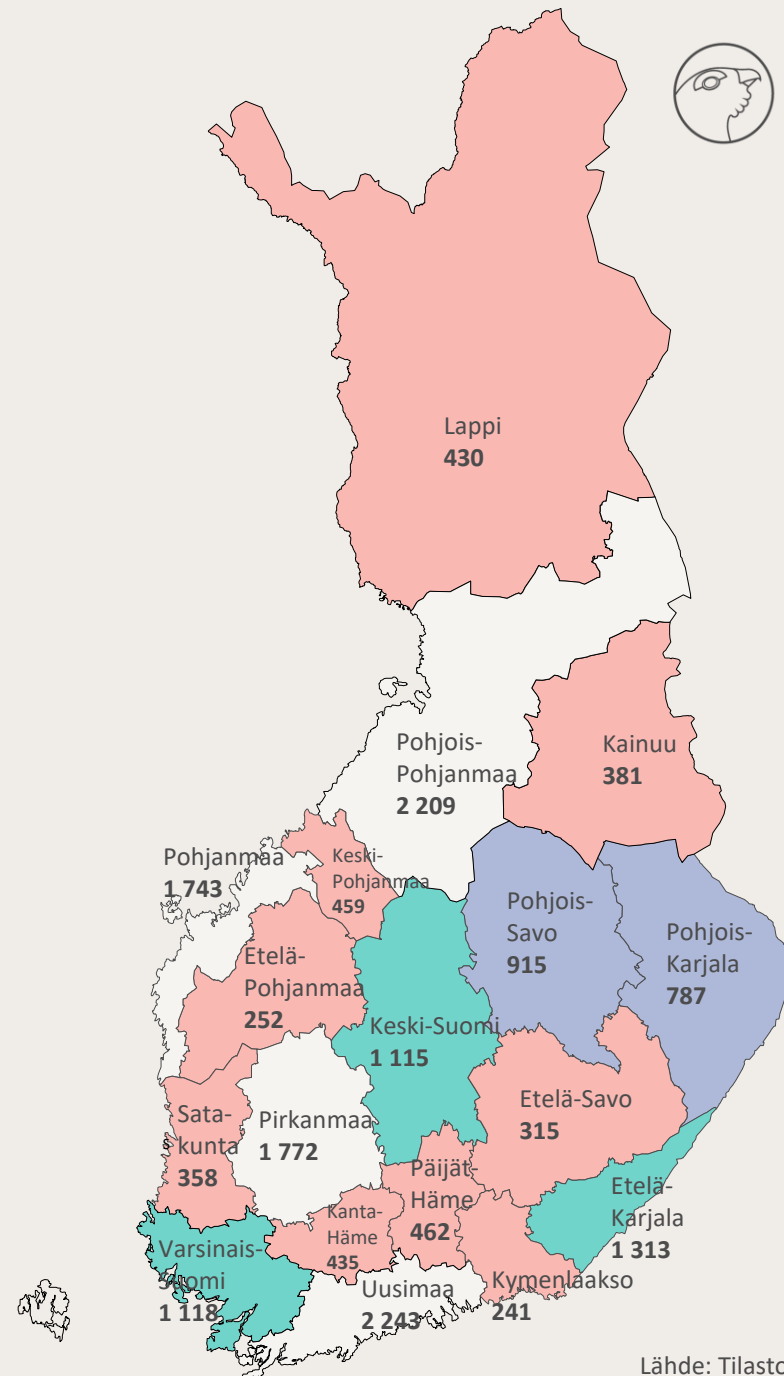 Lappi
430
Pohjois-
Pohjanmaa
2 209
Kainuu
381
Pohjanmaa
1 743
Keski-
Pohjanmaa
459
Pohjois-
Savo
915
Pohjois-
Karjala
787
Etelä-
Pohjanmaa
252
Keski-Suomi
1 115
Etelä-Savo
315
Sata-
kunta
358
Pirkanmaa
1 772
Päijät-
Häme
462
Etelä-
Karjala
1 313
Kanta-
Häme
435
Varsinais-
Suomi
1 118
Uusimaa
2 243
Kymenlaakso
241
Lähde: Tilasto